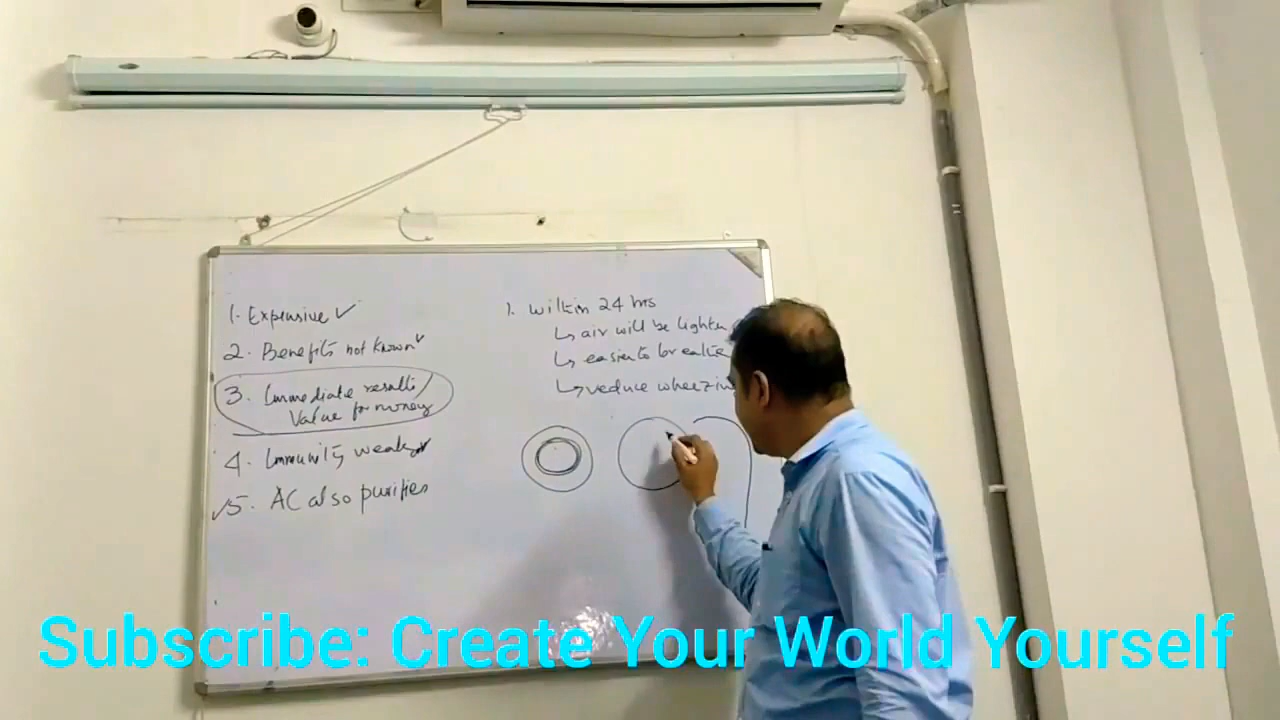 1. Expensive ✓
2. Benefits not known ✓
3. Immediate results/
Value for money
4. Immunity weak
✓5. AC also purifies
1. Within 24 hrs
↳ air will be lighter
↳ easier to breathe
↳ reduce wheezin
Subscribe: Create Your World Yourself